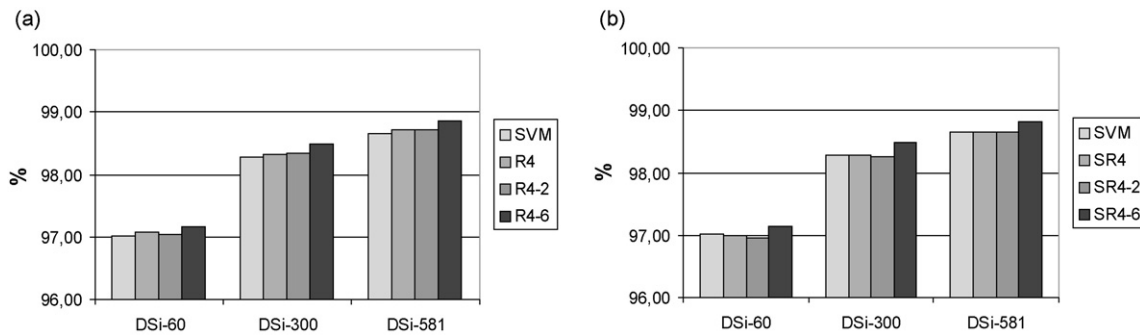 (a)
100,00
99,00
98,00
97,00
96,00
%
DSi-60
DSi-300
DSi-581
SVM
R4
R4-2
R4-6
(b)
100,00
99,00
98,00
97,00
96,00
%
DSi-60
DSi-300
DSi-581
SVM
SR4
SR4-2
SR4-6